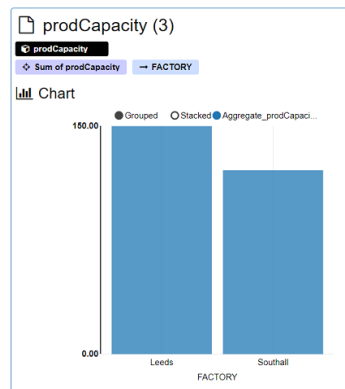 prodCapacity (3)
prodCapacity
Sum of prodCapacity → FACTORY
Chart
Grouped Stacked Aggregate_prodCapaci...
150.00
0.00
Leeds Southall
FACTORY